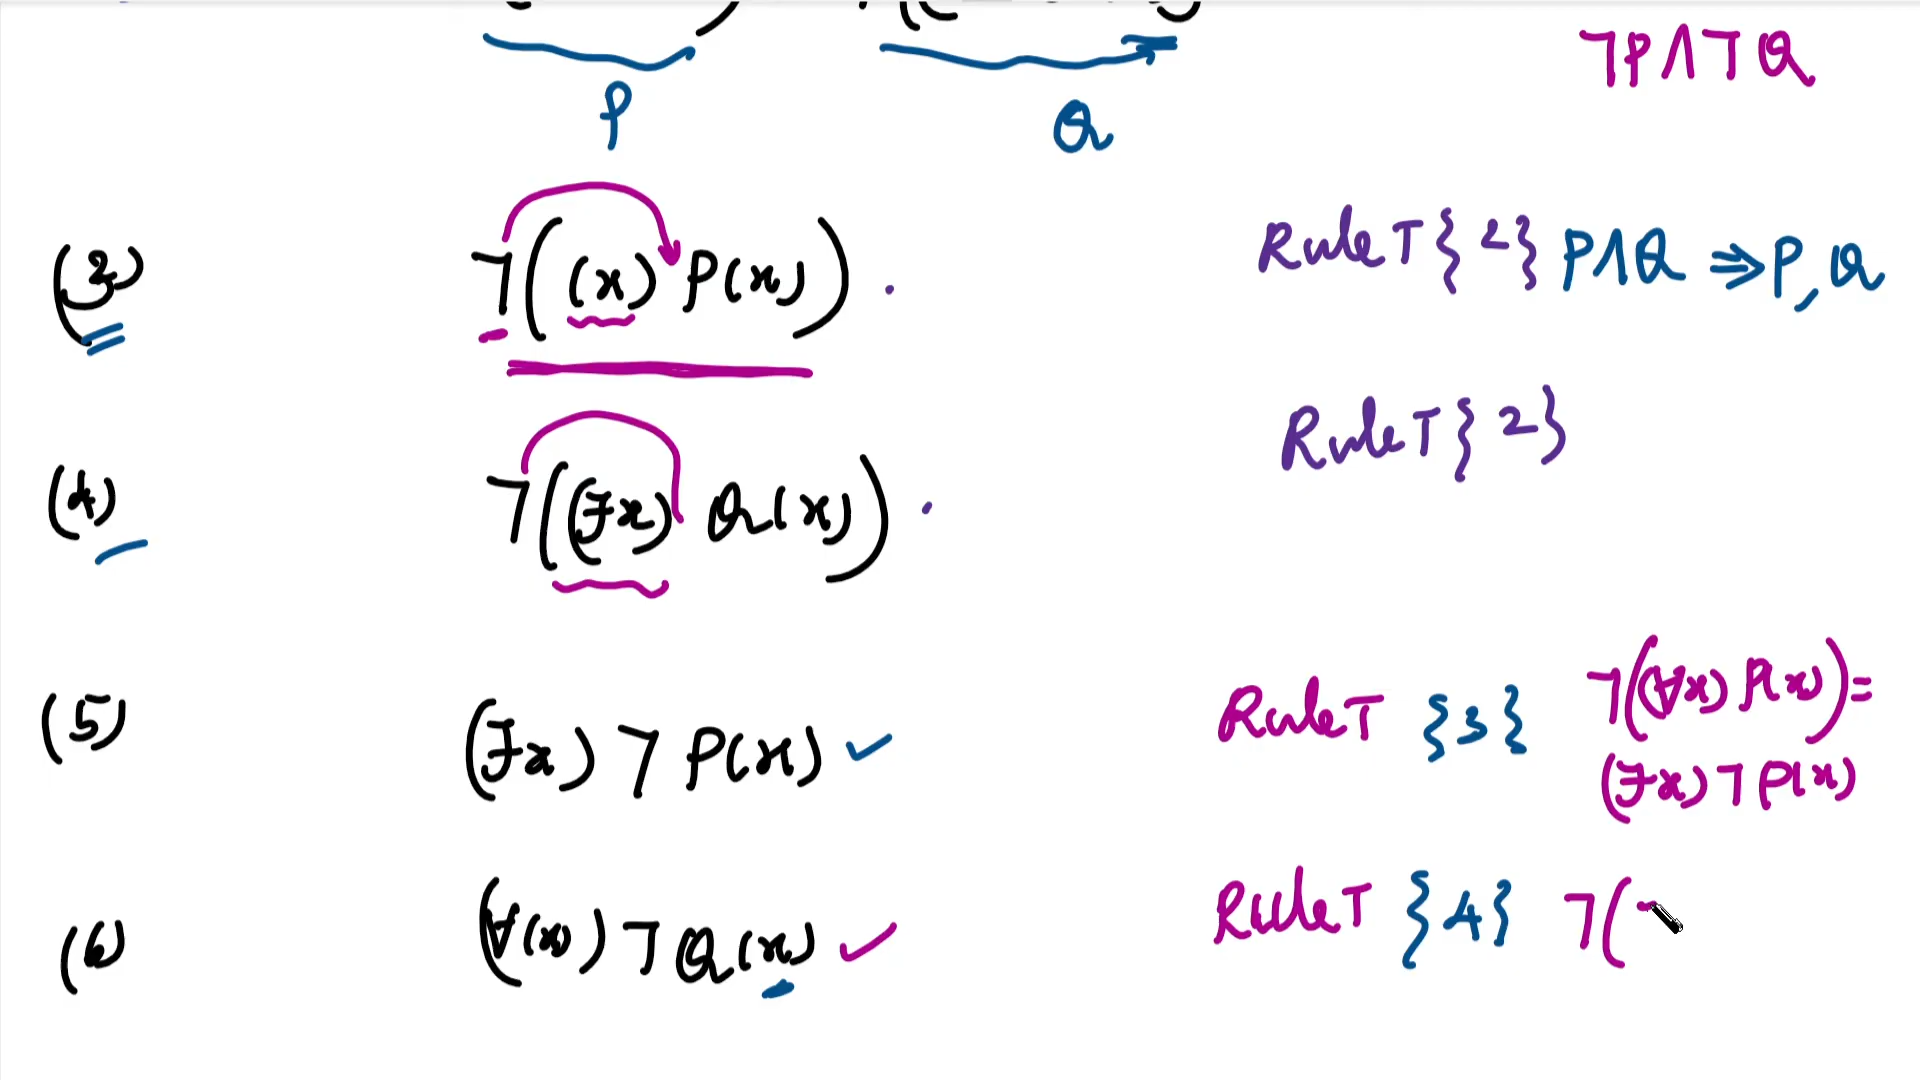 ¬P∧¬Q
P Q
(3) ¬((x) P(x)). Rule T {2} P∧Q ⇒ P, Q
(4) ¬((∃x) Q(x)). Rule T {2}
(5) (∃x) ¬ P(x) ✓ Rule T {3} ¬((∀x) P(x)) =
(∃x) ¬ P(x)
(6) (∀(x)) ¬ Q(x) ✓ Rule T {4} ¬(